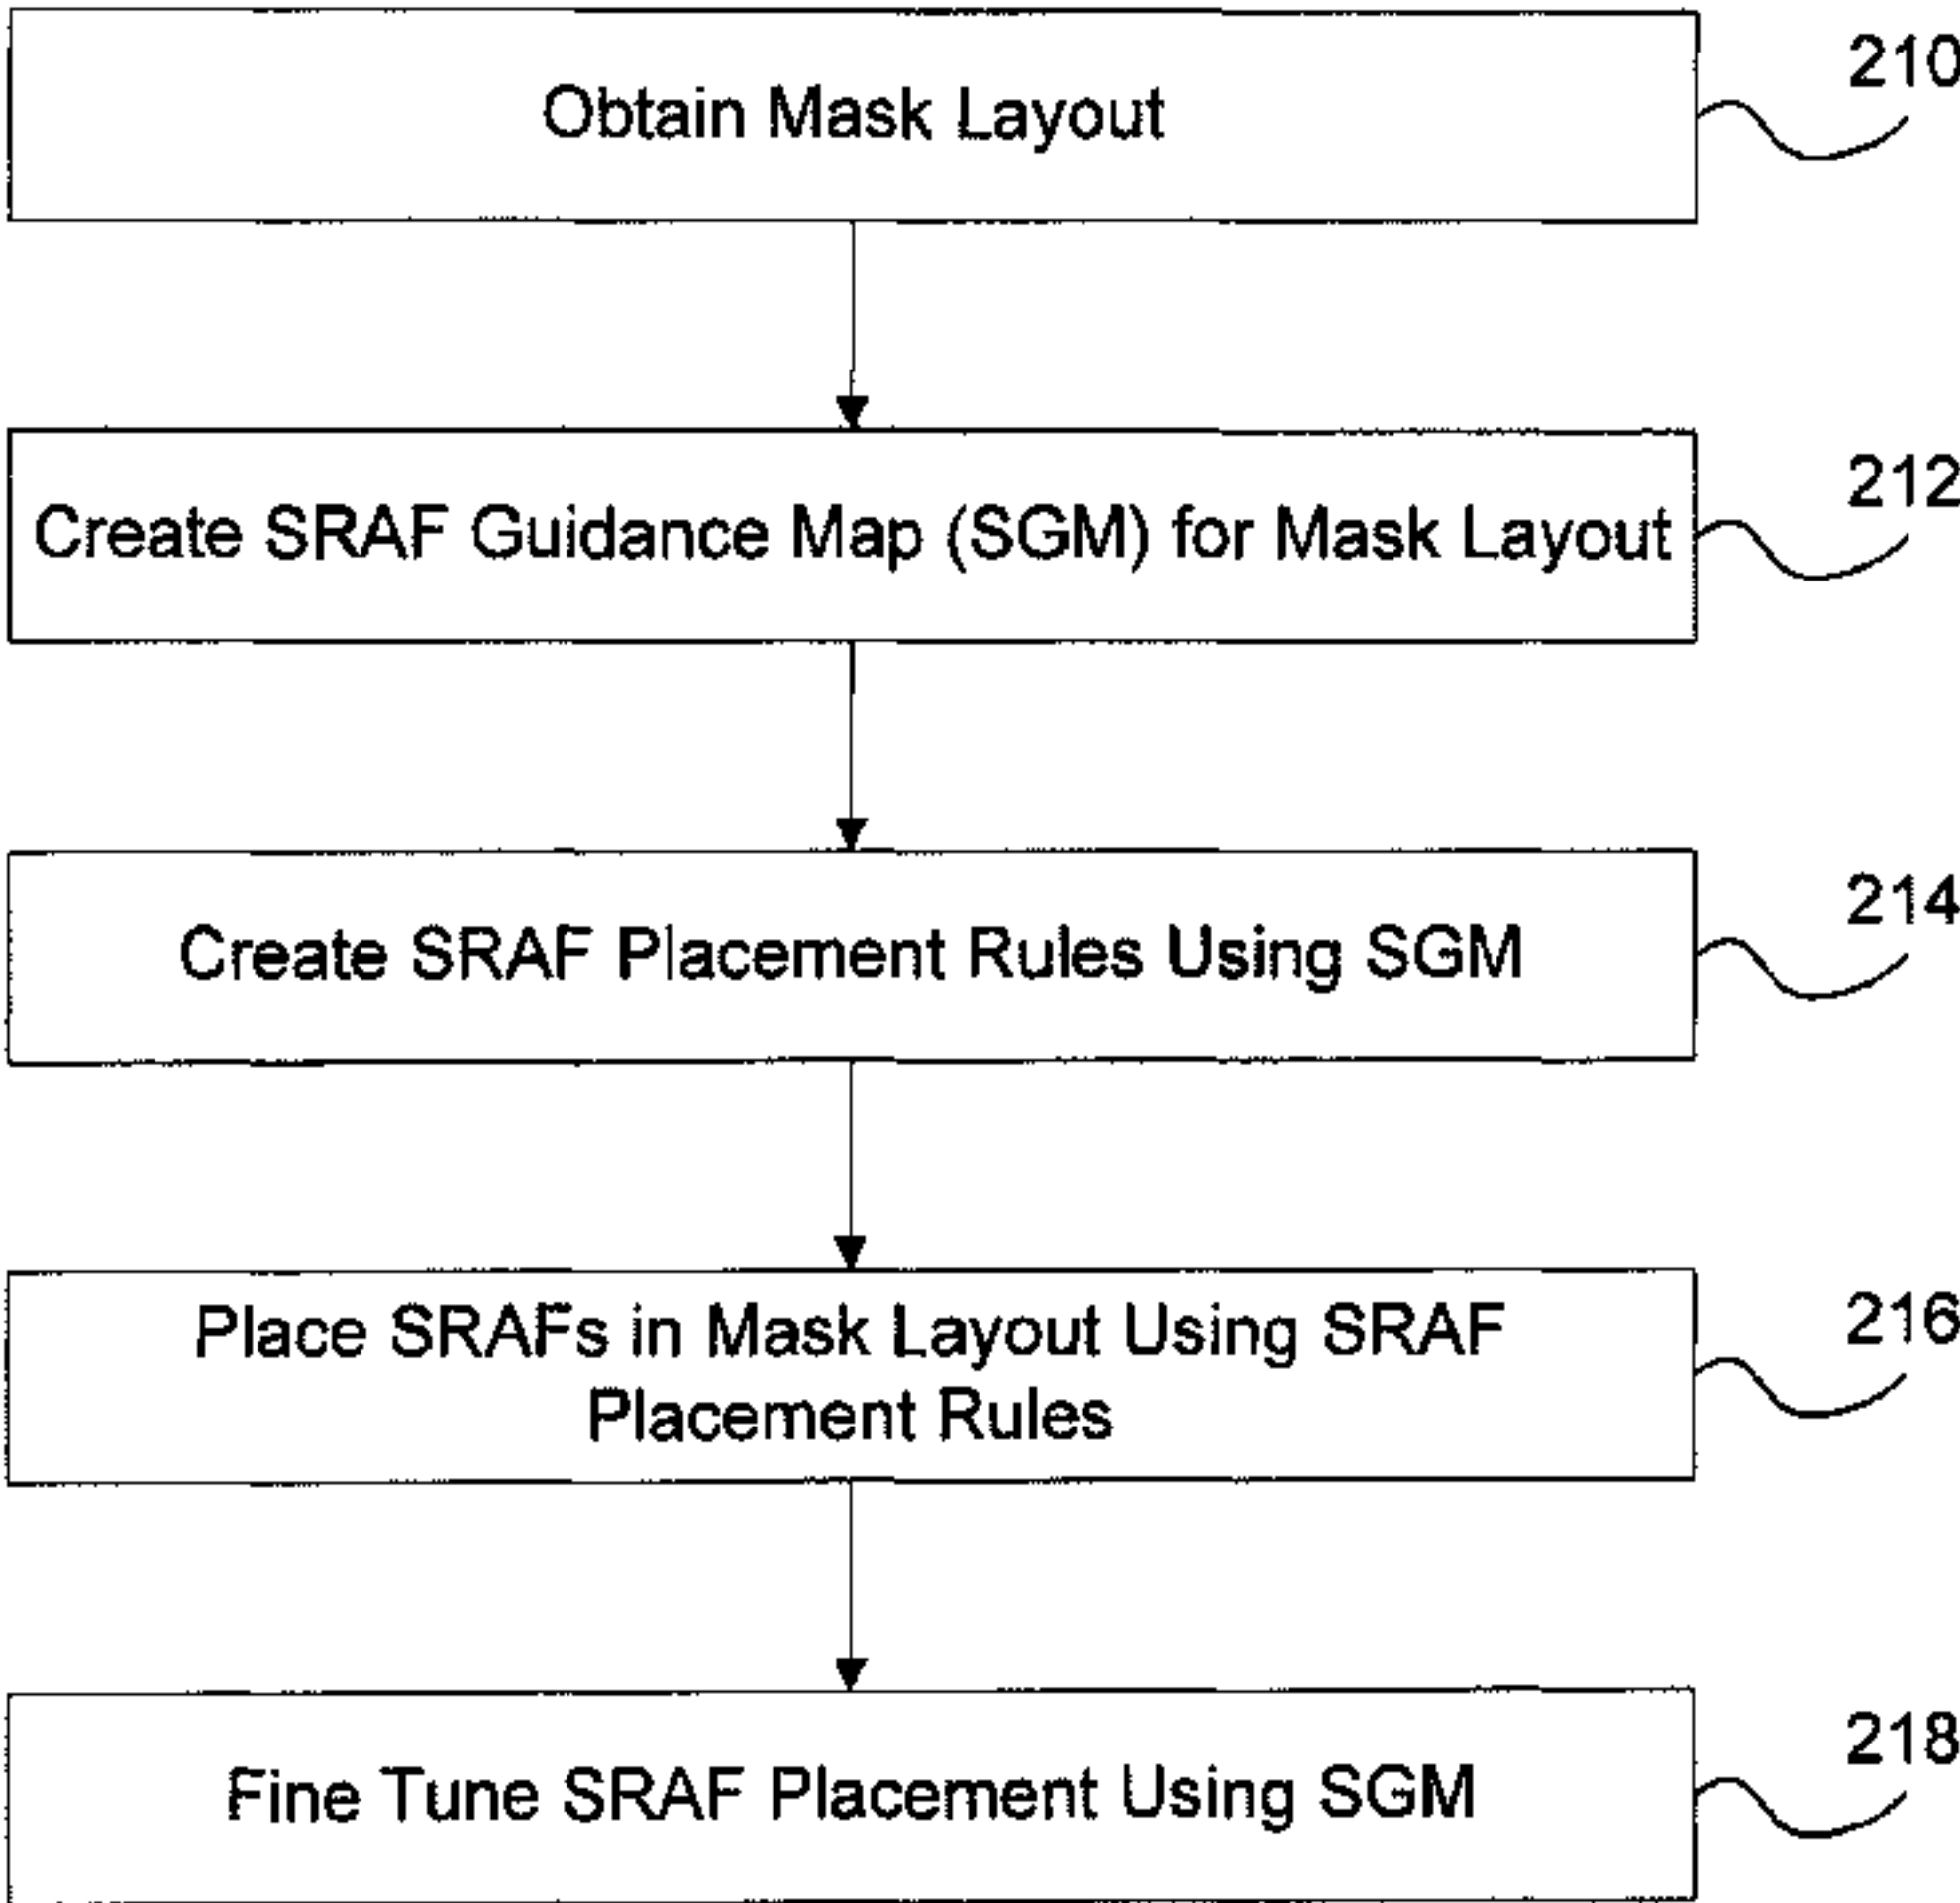 Obtain Mask Layout
210
Create SRAF Guidance Map (SGM) for Mask Layout
212
Create SRAF Placement Rules Using SGM
214
Place SRAFs in Mask Layout Using SRAF
Placement Rules
216
Fine Tune SRAF Placement Using SGM
218